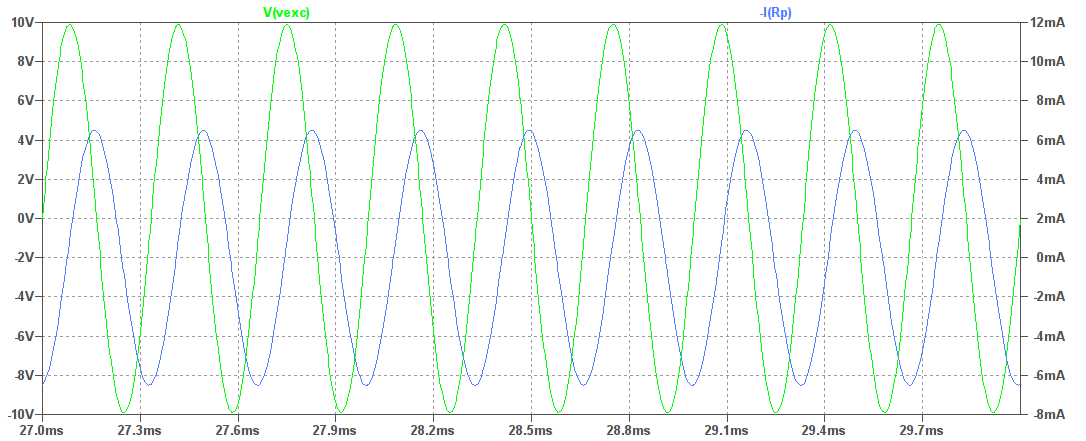 V(vexc) -I(Rp)
10V 12mA
8V 10mA
6V 8mA
4V 6mA
2V 4mA
0V 2mA
-2V 0mA
-4V -2mA
-6V -4mA
-8V -6mA
-10V -8mA
27.0ms 27.3ms 27.6ms 27.9ms 28.2ms 28.5ms 28.8ms 29.1ms 29.4ms 29.7ms